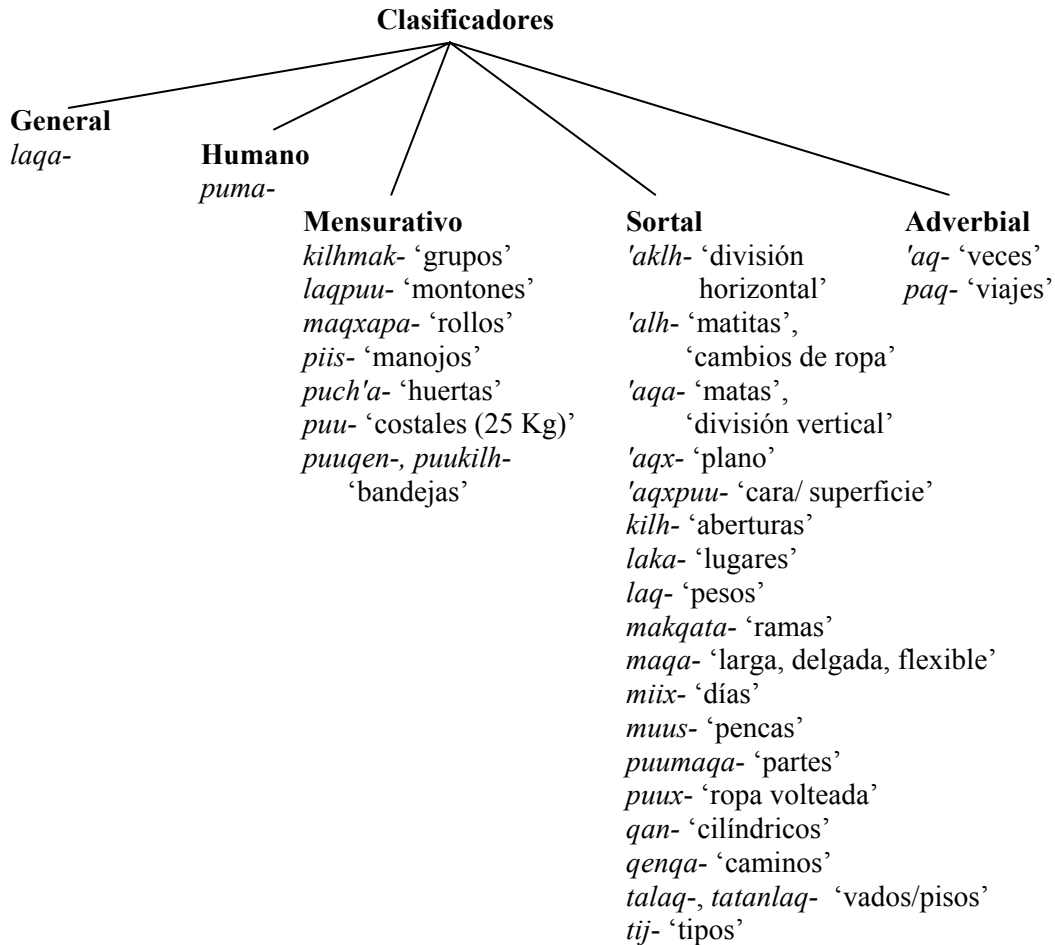 Clasificadores
General
laqa-
Humano
puma-
Mensurativo
kilhmak- ‘grupos’
laqpuu- ‘montones’
maqxapa- ‘rollos’
piis- ‘manojos’
puch'a- ‘huertas’
puu- ‘costales (25 Kg)’
puuqen-, puukilh-
‘bandejas’
Sortal
'aklh- ‘división
horizontal’
'alh- ‘matitas’,
‘cambios de ropa’
'aqa- ‘matas’,
‘división vertical’
'aqx- ‘plano’
'aqxpuu- ‘cara/ superficie’
kilh- ‘aberturas’
laka- ‘lugares’
laq- ‘pesos’
makqata- ‘ramas’
maqa- ‘larga, delgada, flexible’
miix- ‘días’
muus- ‘pencas’
puumaqa- ‘partes’
puux- ‘ropa volteada’
qan- ‘cilíndricos’
qenqa- ‘caminos’
talaq-, tatanlaq- ‘vados/pisos’
tij- ‘tipos’
Adverbial
'aq- ‘veces’
paq- ‘viajes’